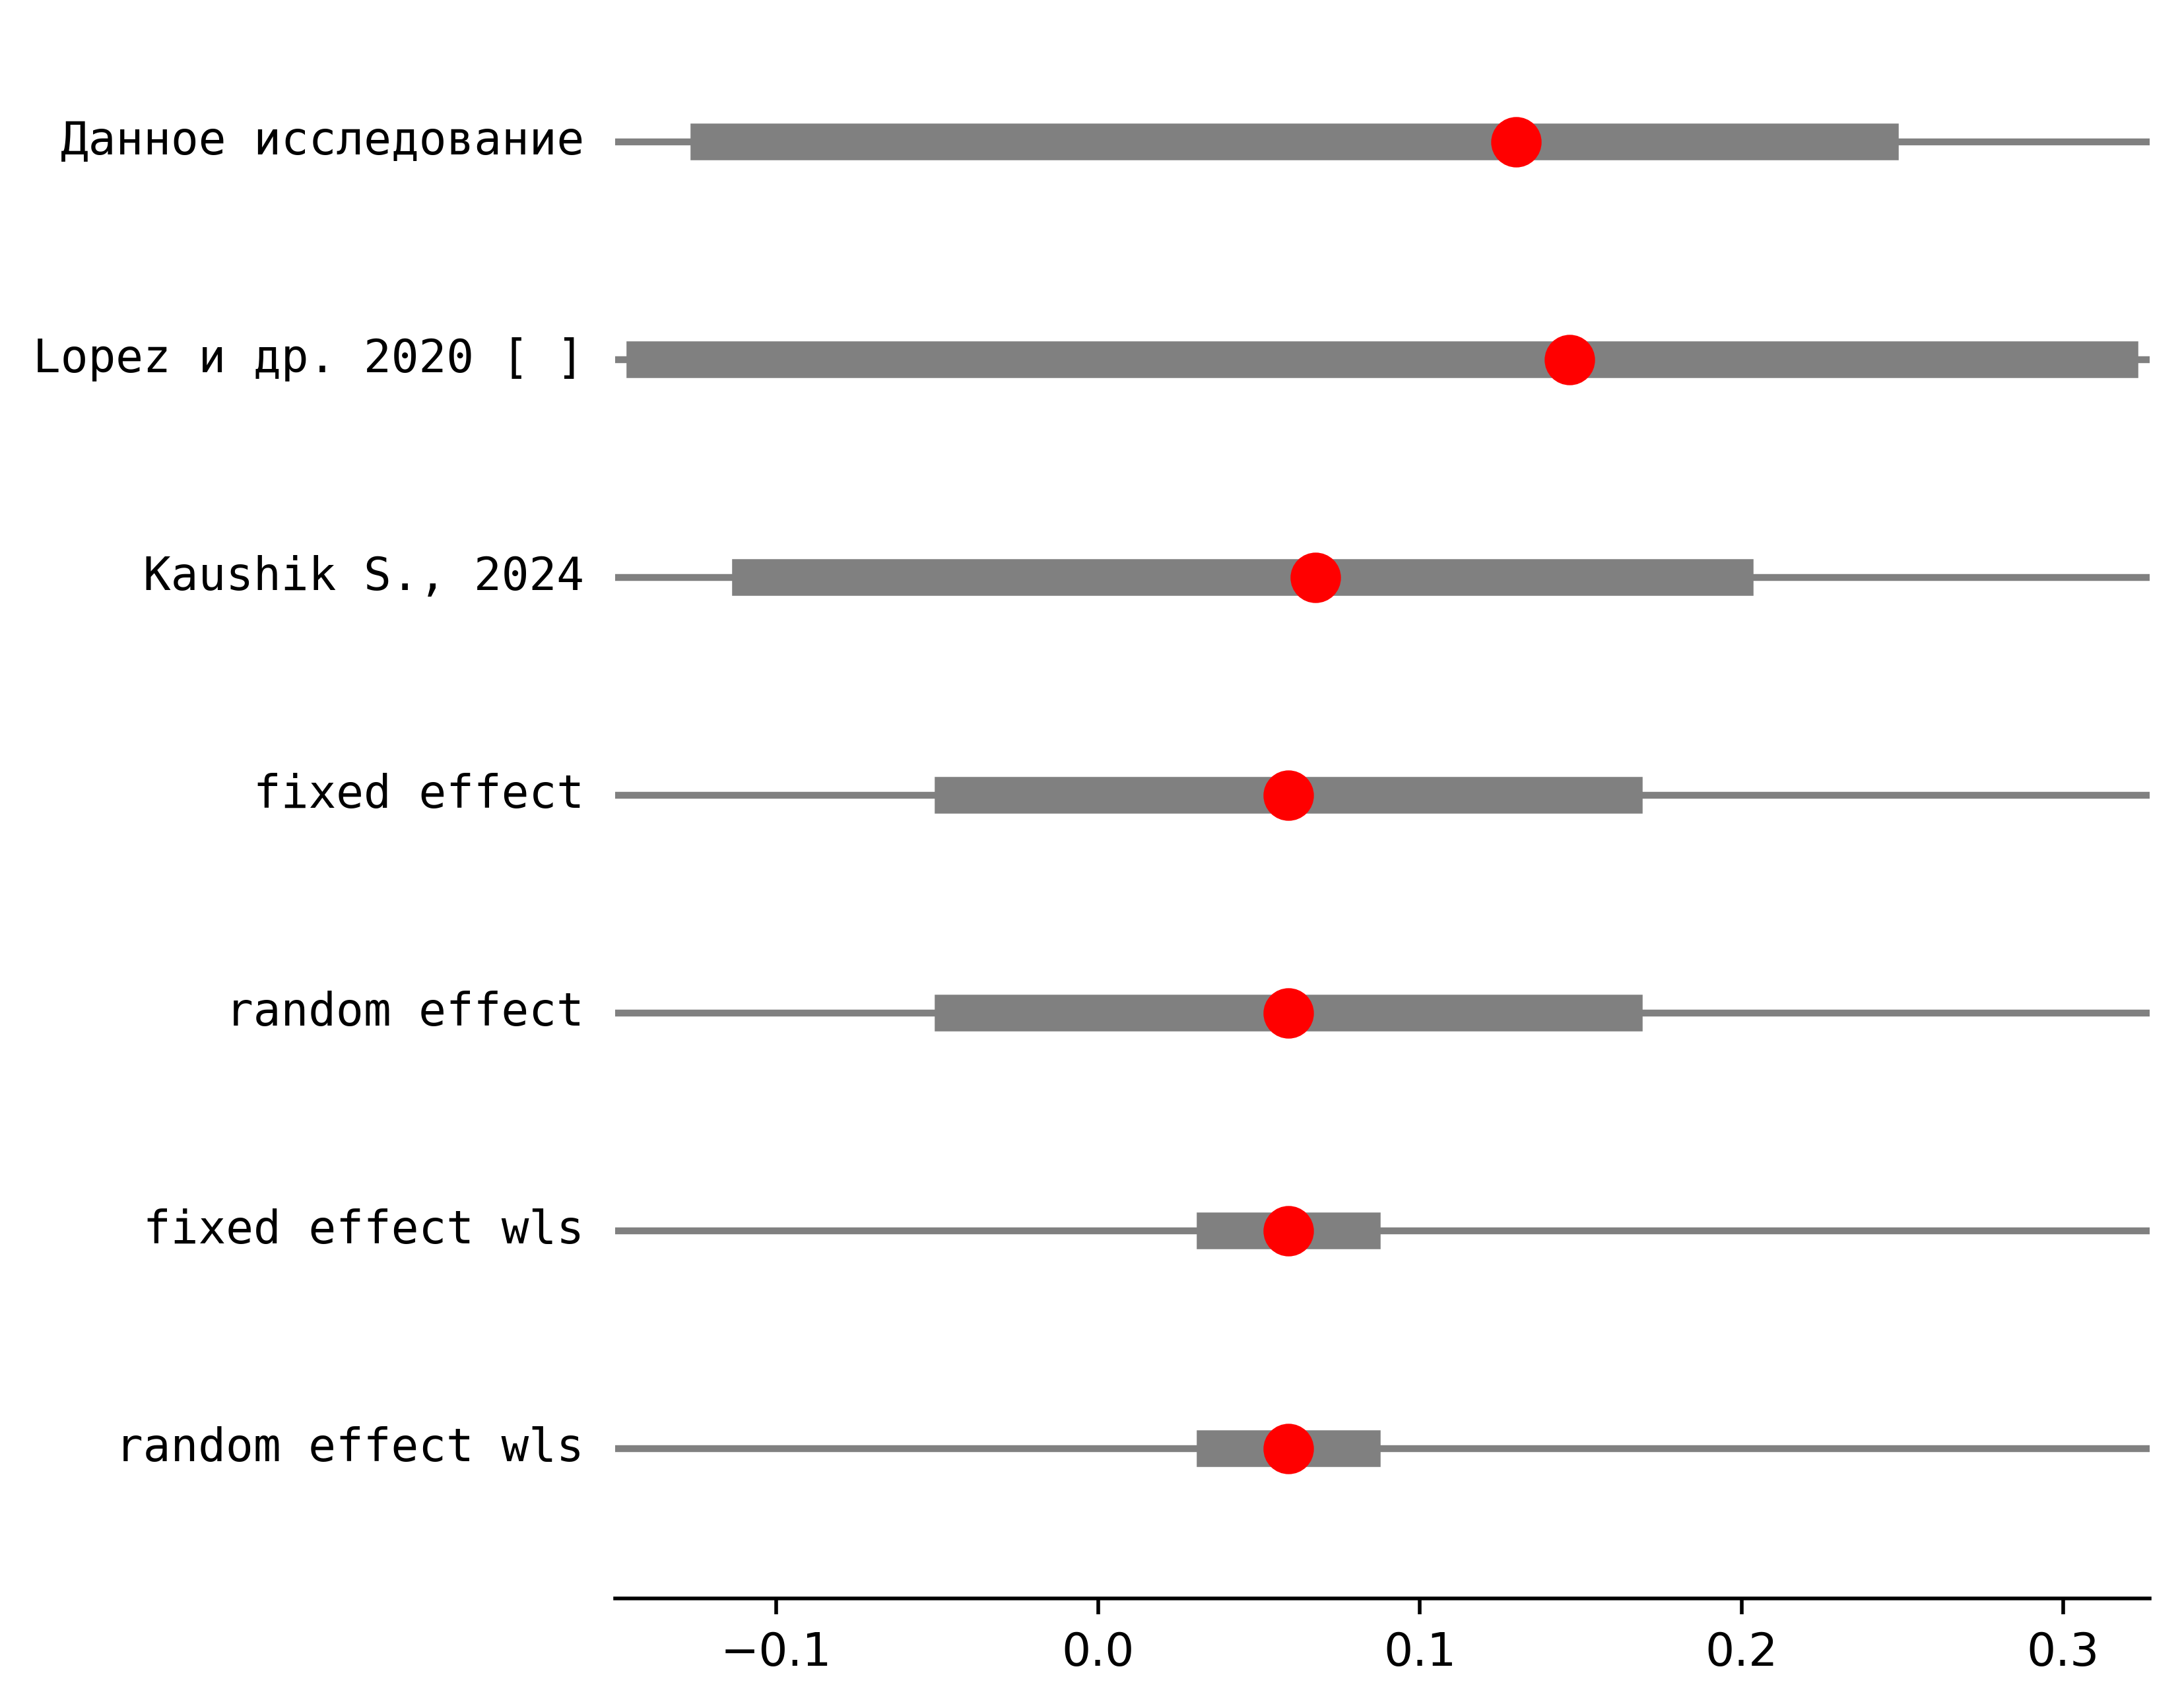 Данное исследование
Lopez и др. 2020 [ ]
Kaushik S., 2024
fixed effect
random effect
fixed effect wls
random effect wls
−0.1 0.0 0.1 0.2 0.3